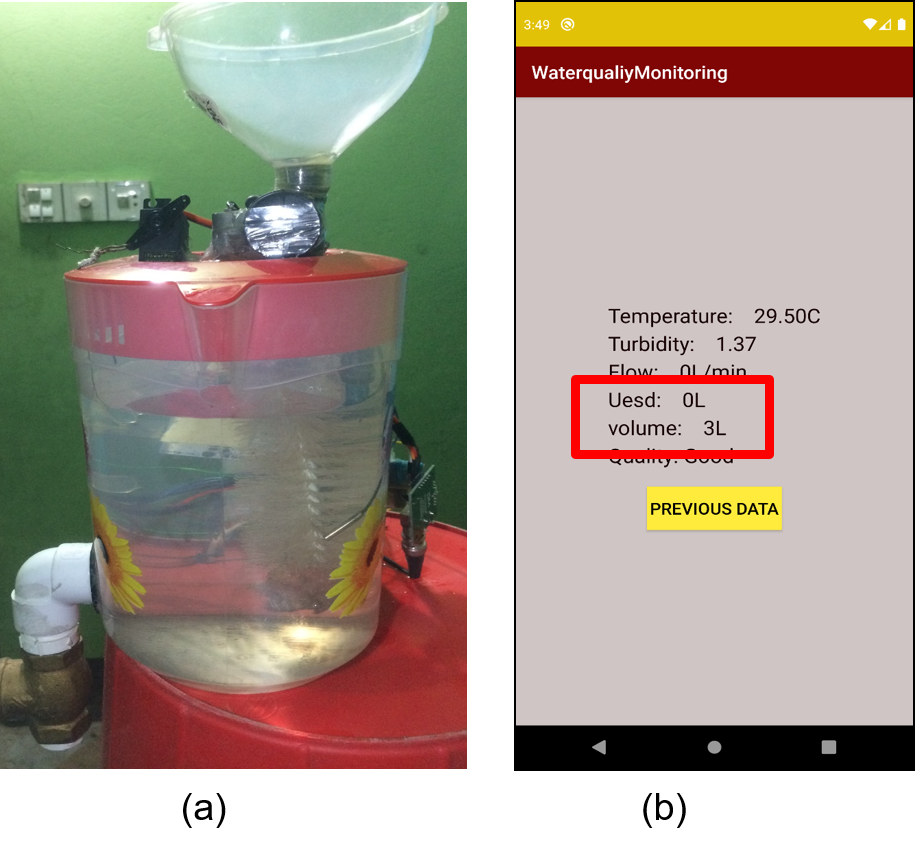 3:49
WaterqualiyMonitoring
Temperature: 29.50C
Turbidity: 1.37
Flow: 0L/min
Uesd: 0L
volume: 3L
Quality: Good
PREVIOUS DATA
(a) (b)